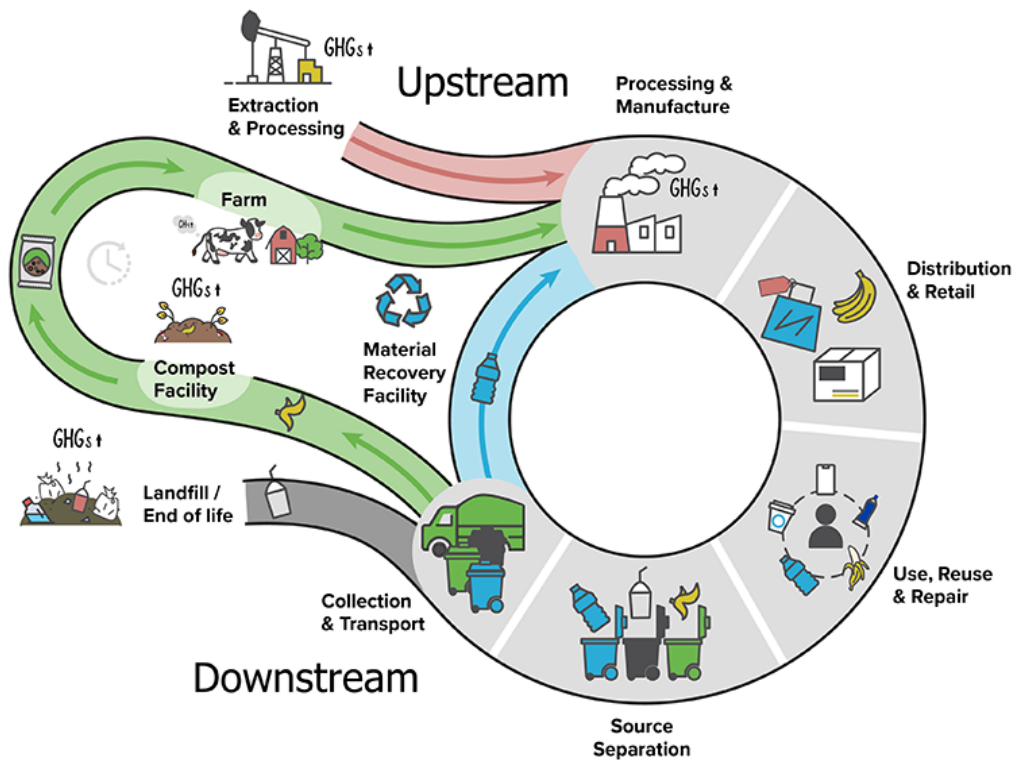 GHGs t
Upstream
Extraction
& Processing
Processing &
Manufacture
GHGs t
Farm
CH4t
Distribution
& Retail
GHGs t
Material
Recovery
Facility
Compost
Facility
GHGs t
Landfill /
End of life
Use, Reuse
& Repair
Collection
& Transport
Downstream
Source
Separation